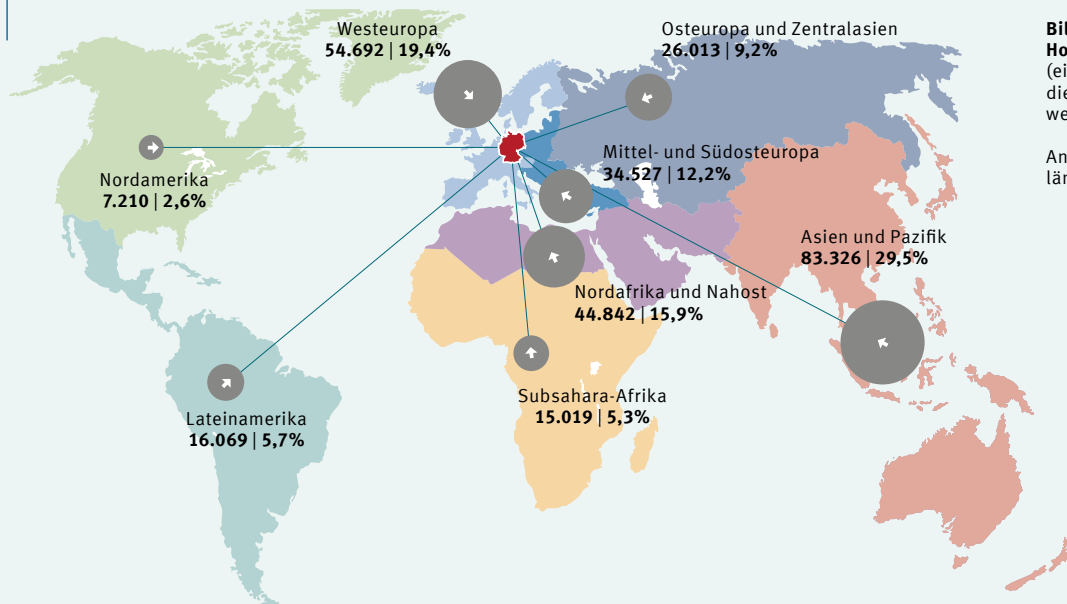 Westeuropa
54.692 | 19,4%
Osteuropa und Zentralasien
26.013 | 9,2%
Mittel- und Südosteuropa
34.527 | 12,2%
Nordamerika
7.210 | 2,6%
Asien und Pazifik
83.326 | 29,5%
Nordafrika und Nahost
44.842 | 15,9%
Subsahara-Afrika
15.019 | 5,3%
Lateinamerika
16.069 | 5,7%